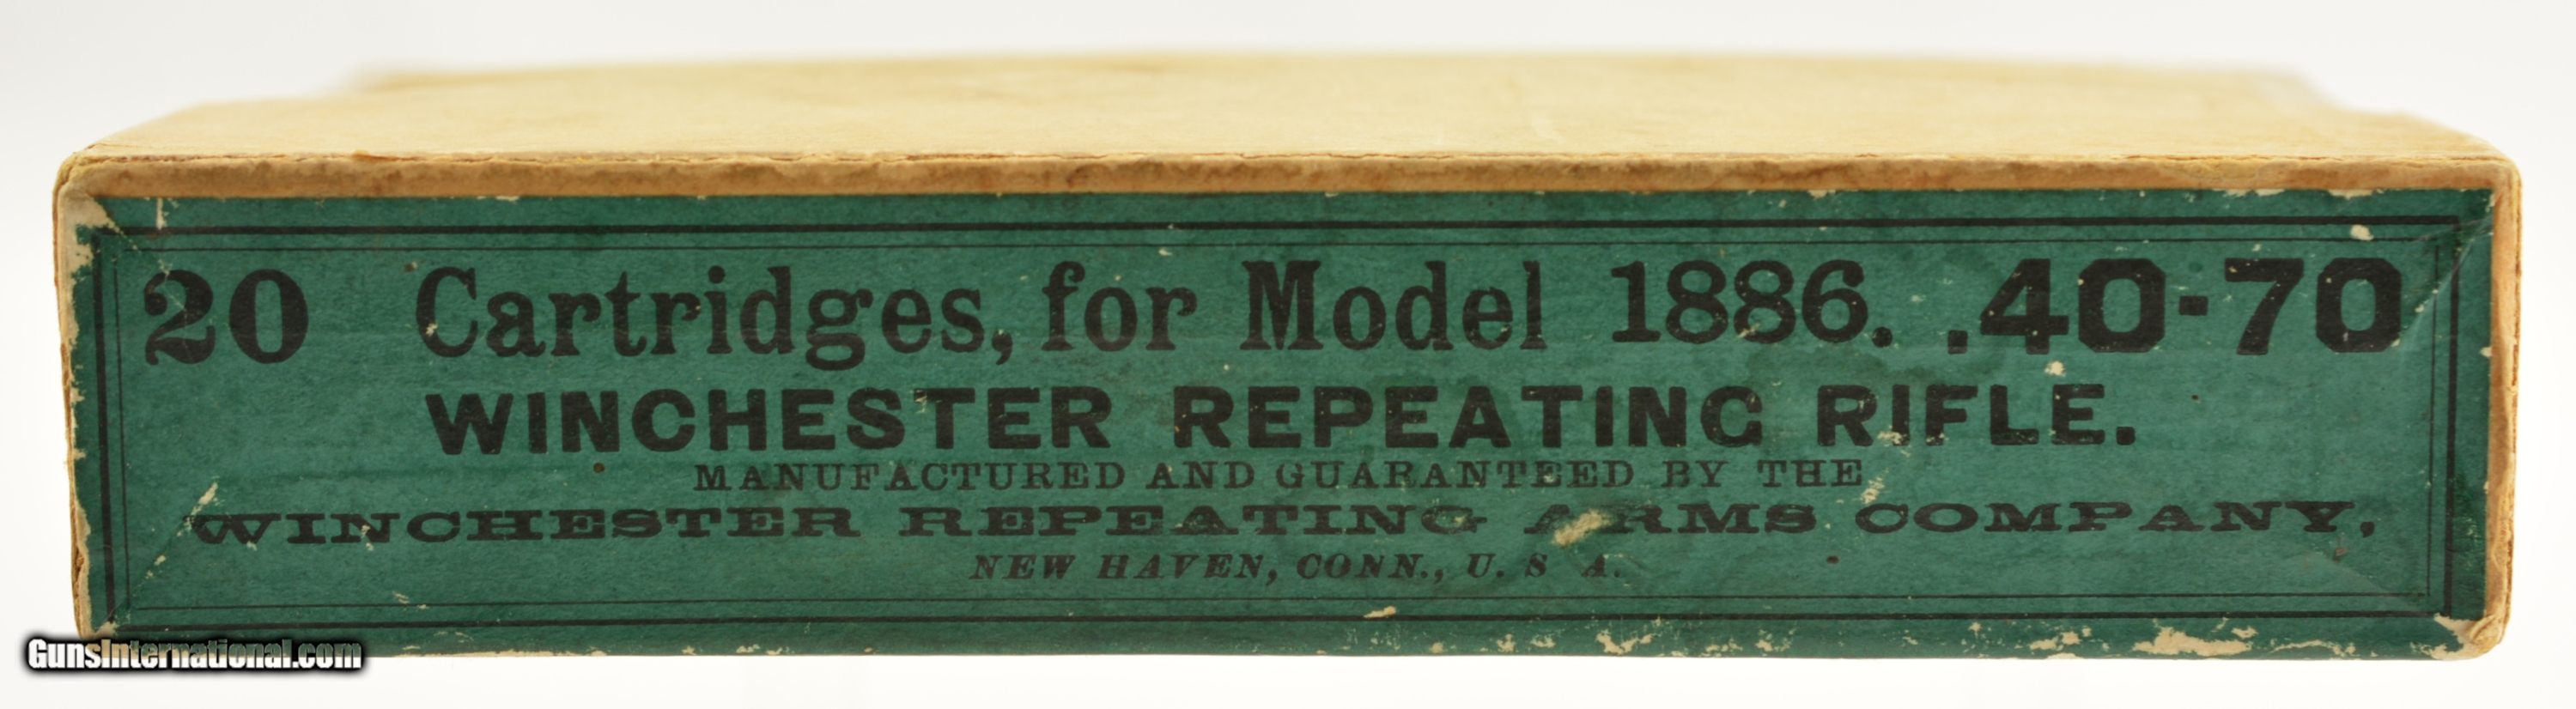 20 Cartridges, for Model 1886. .40-70
WINCHESTER REPEATING RIFLE.
MANUFACTURED AND GUARANTEED BY THE
WINCHESTER REPEATING ARMS COMPANY,
NEW HAVEN, CONN., U. S A.
GunsInternational.com